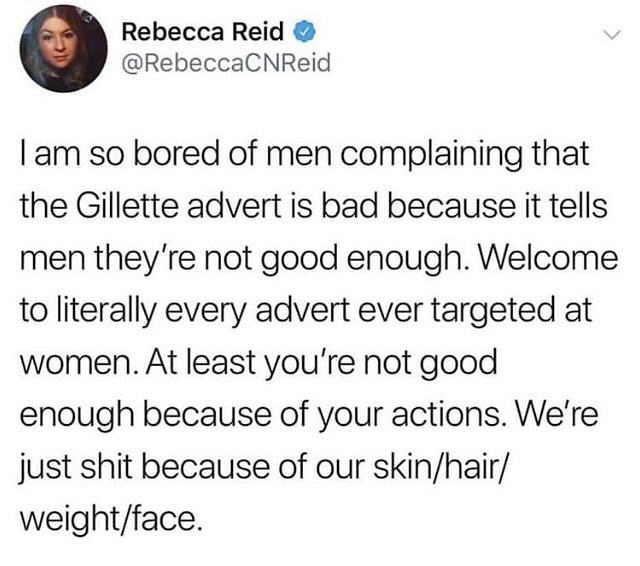 Rebecca Reid
@RebeccaCNReid
I am so bored of men complaining that
the Gillette advert is bad because it tells
men they're not good enough. Welcome
to literally every advert ever targeted at
women. At least you're not good
enough because of your actions. We're
just shit because of our skin/hair/
weight/face.